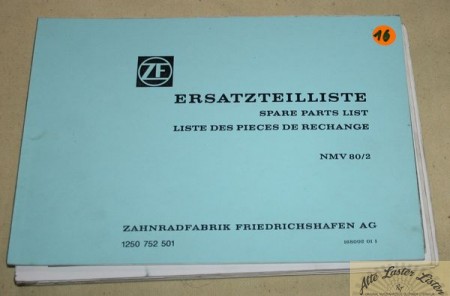 16
ZF
ERSATZTEILLISTE
SPARE PARTS LIST
LISTE DES PIECES DE RECHANGE
NMV 80/2
ZAHNRADFABRIK FRIEDRICHSHAFEN AG
1250 752 501
Alte Laster Listen